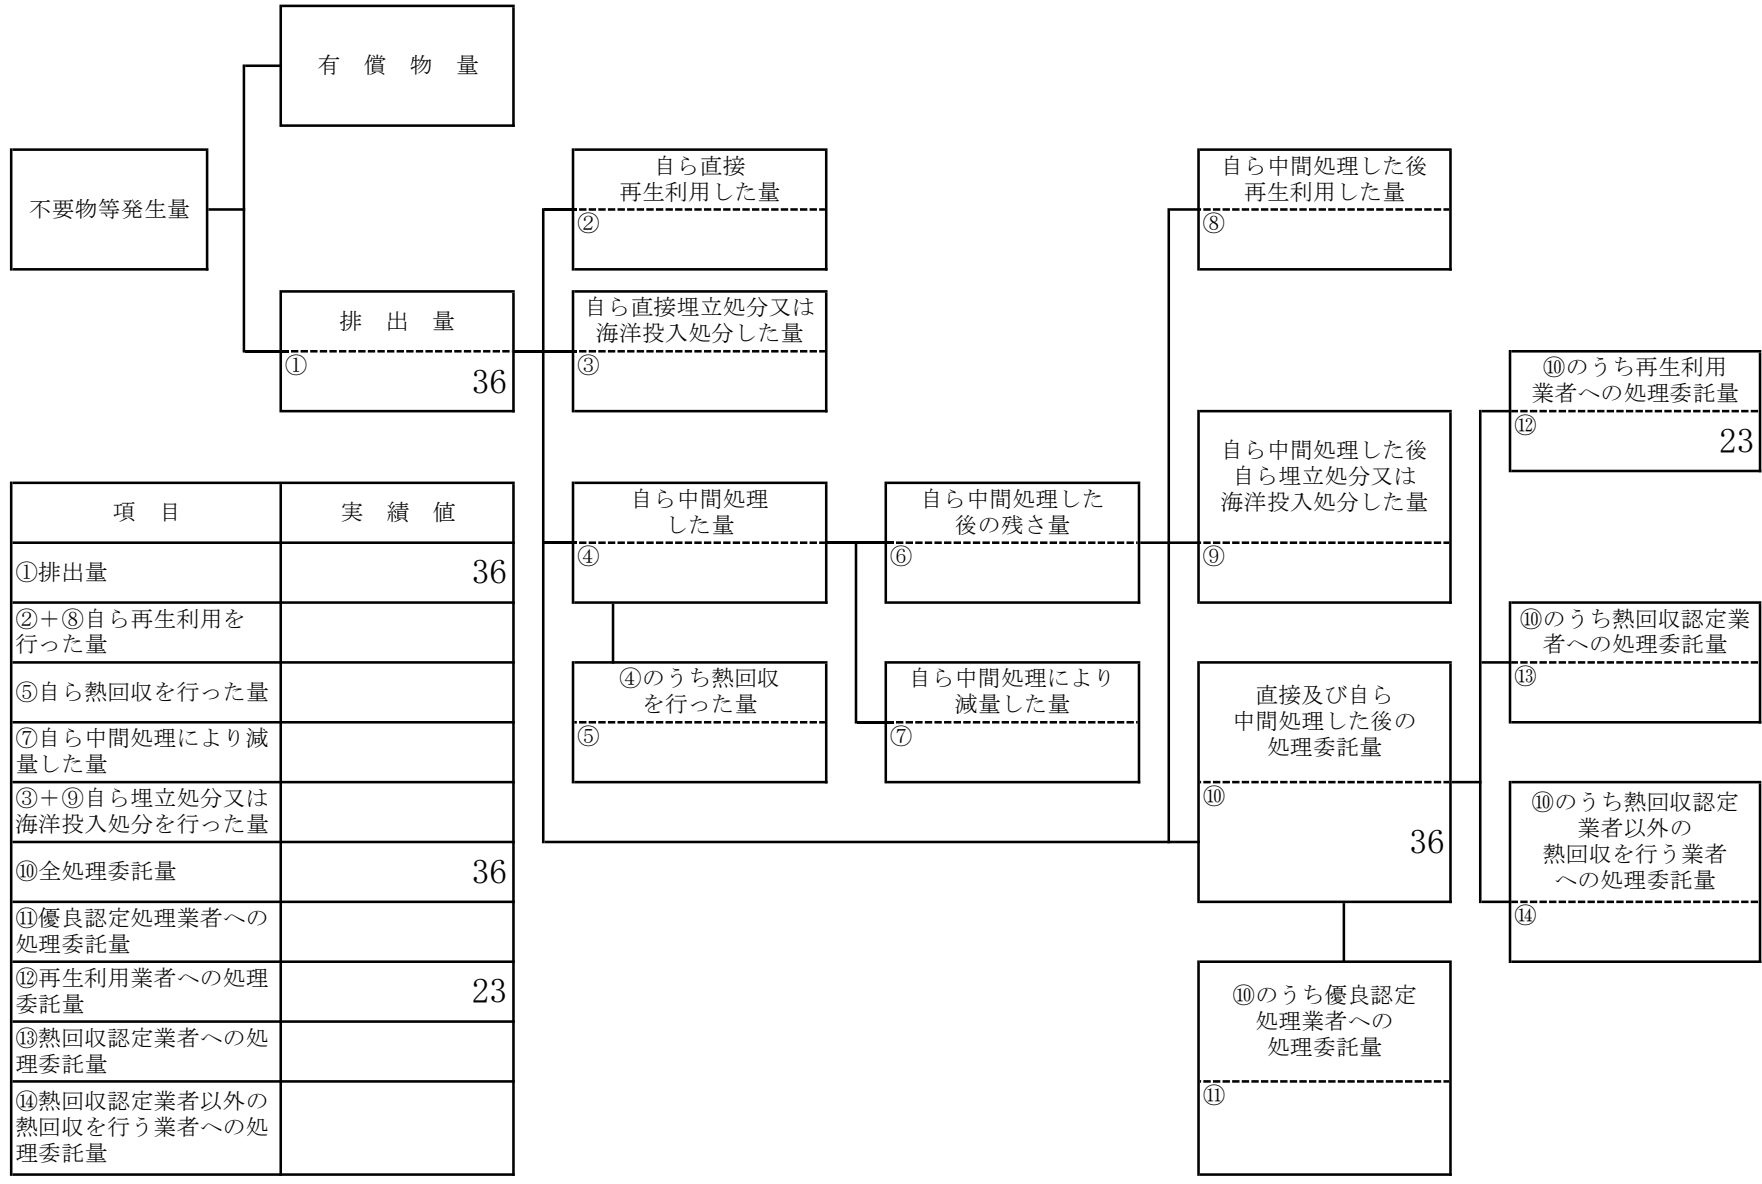 有償物量
不要物等発生量
排出量
①
36
自ら直接
再生利用した量
②
自ら直接埋立処分又は
海洋投入処分した量
③
自ら中間処理
した量
④
④のうち熱回収
を行った量
⑤
自ら中間処理した
後の残さ量
⑥
自ら中間処理により
減量した量
⑦
自ら中間処理した後
再生利用した量
⑧
自ら中間処理した後
自ら埋立処分又は
海洋投入処分した量
⑨
直接及び自ら
中間処理した後の
処理委託量
⑩
36
⑩のうち優良認定
処理業者への
処理委託量
⑪
⑩のうち再生利用
業者への処理委託量
⑫
23
⑩のうち熱回収認定業
者への処理委託量
⑬
⑩のうち熱回収認定
業者以外の
熱回収を行う業者
への処理委託量
⑭
項目 実績値
①排出量 36
②+⑧自ら再生利用を
行った量
⑤自ら熱回収を行った量
⑦自ら中間処理により減
量した量
③+⑨自ら埋立処分又は
海洋投入処分を行った量
⑩全処理委託量 36
⑪優良認定処理業者への
処理委託量
⑫再生利用業者への処理
委託量 23
⑬熱回収認定業者への処
理委託量
⑭熱回収認定業者以外の
熱回収を行う業者への処
理委託量